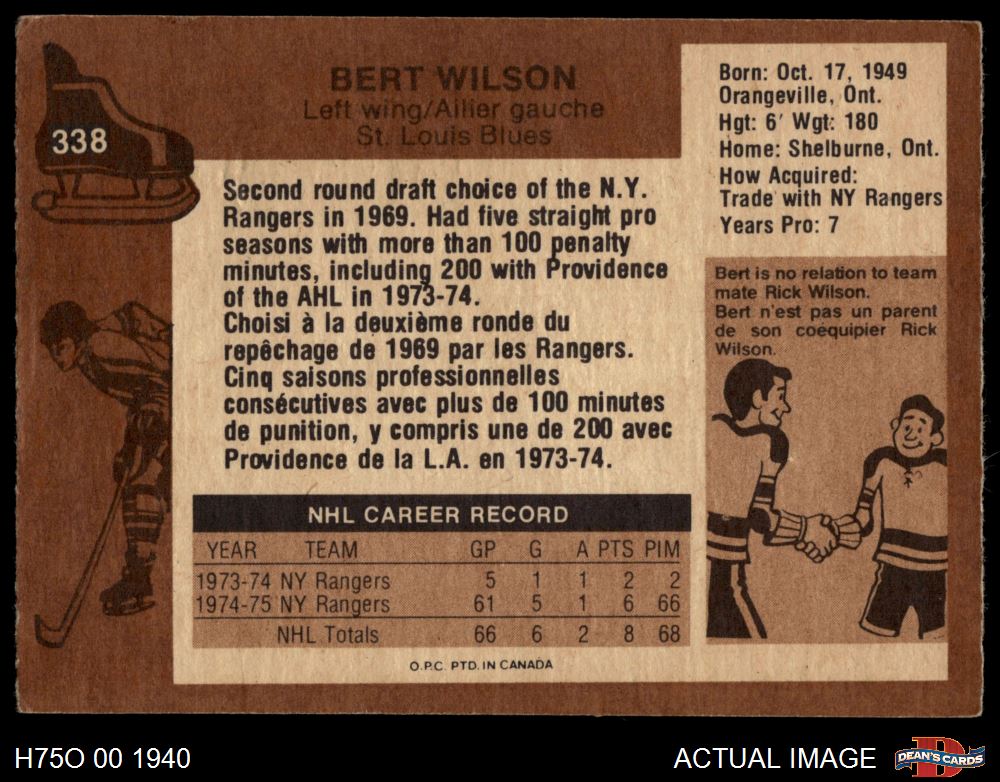 338
BERT WILSON
Left wing/Ailier gauche
St. Louis Blues
Born: Oct. 17, 1949
Orangeville, Ont.
Hgt: 6′ Wgt: 180
Home: Shelburne, Ont.
How Acquired:
Trade with NY Rangers
Years Pro: 7
Second round draft choice of the N.Y.
Rangers in 1969. Had five straight pro
seasons with more than 100 penalty
minutes, including 200 with Providence
of the AHL in 1973-74.
Choisi à la deuxième ronde du
repêchage de 1969 par les Rangers.
Cinq saisons professionnelles
consécutives avec plus de 100 minutes
de punition, y compris une de 200 avec
Providence de la L.A. en 1973-74.
Bert is no relation to team
mate Rick Wilson.
Bert n'est pas un parent
de son coéquipier Rick
Wilson.
NHL CAREER RECORD
YEAR TEAM GP G A PTS PIM
1973-74 NY Rangers 5 1 1 2 2
1974-75 NY Rangers 61 5 1 6 66
NHL Totals 66 6 2 8 68
O.P.C. PTD. IN CANADA
H75O 00 1940
ACTUAL IMAGE
D
DEAN'S CARDS